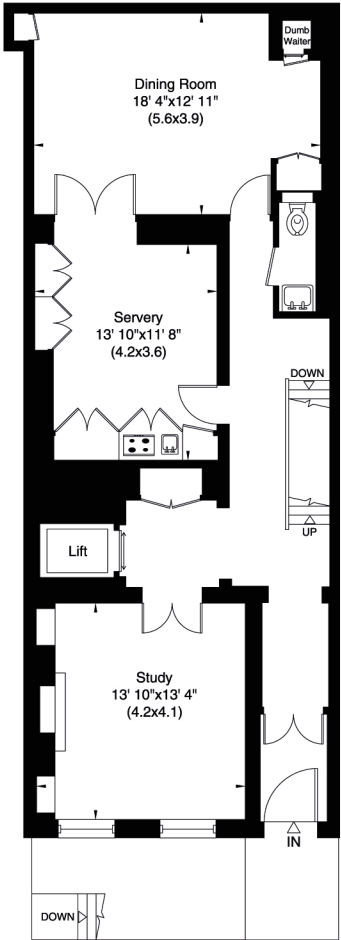 Dumb
Waiter
Dining Room
18' 4"x12' 11"
(5.6x3.9)
Servery
13' 10"x11' 8"
(4.2x3.6)
DOWN
UP
Lift
Study
13' 10"x13' 4"
(4.2x4.1)
IN
DOWN